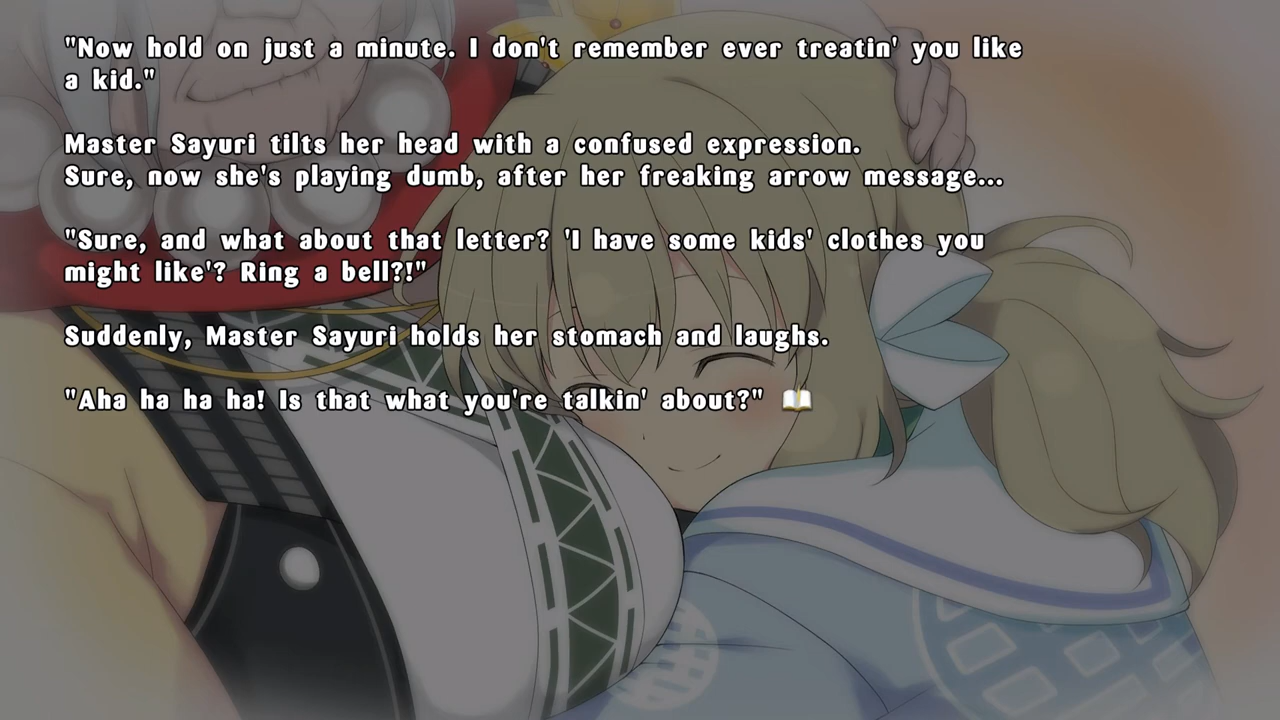 "Now hold on just a minute. I don't remember ever treatin' you like
a kid."
Master Sayuri tilts her head with a confused expression.
Sure, now she's playing dumb, after her freaking arrow message...
"Sure, and what about that letter? 'I have some kids' clothes you
might like'? Ring a bell?!"
Suddenly, Master Sayuri holds her stomach and laughs.
"Aha ha ha ha! Is that what you're talkin' about?"